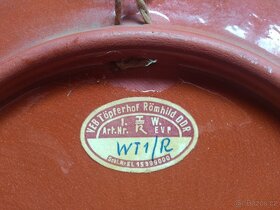 VEB Töpferhof Römhild DDR
I. W.
Art.Nr. EVP
WT1/R